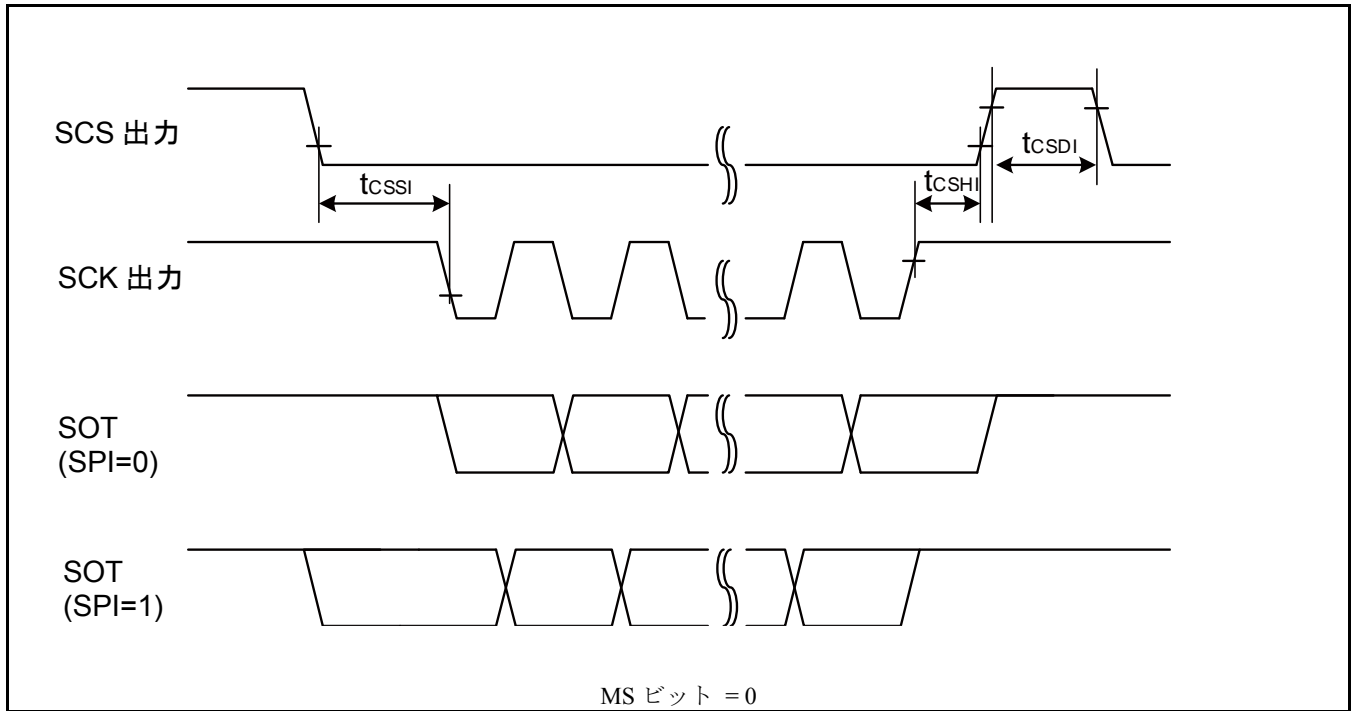 SCS 出力
tCSDI
tCSSI
tCSHI
SCK 出力
SOT
(SPI=0)
SOT
(SPI=1)
MS ビット = 0